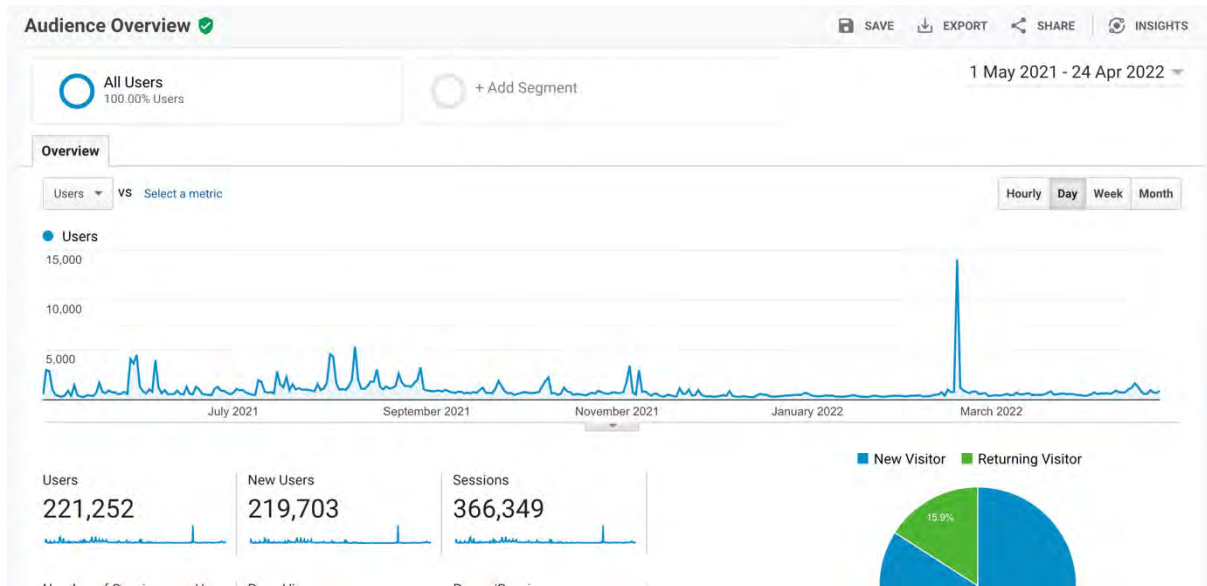 Audience Overview
SAVE EXPORT SHARE INSIGHTS
All Users
100.00% Users
+ Add Segment
1 May 2021 - 24 Apr 2022
Overview
Users VS Select a metric
Hourly Day Week Month
Users
15,000
10,000
5,000
July 2021 September 2021 November 2021 January 2022 March 2022
New Visitor Returning Visitor
Users New Users Sessions
221,252 219,703 366,349
15.9%